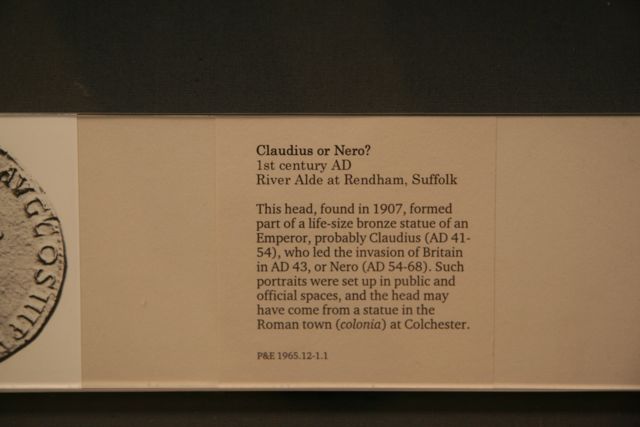 AVG COS III P
Claudius or Nero?
1st century AD
River Alde at Rendham, Suffolk
This head, found in 1907, formed
part of a life-size bronze statue of an
Emperor, probably Claudius (AD 41-
54), who led the invasion of Britain
in AD 43, or Nero (AD 54-68). Such
portraits were set up in public and
official spaces, and the head may
have come from a statue in the
Roman town (colonia) at Colchester.
P&E 1965.12-1.1